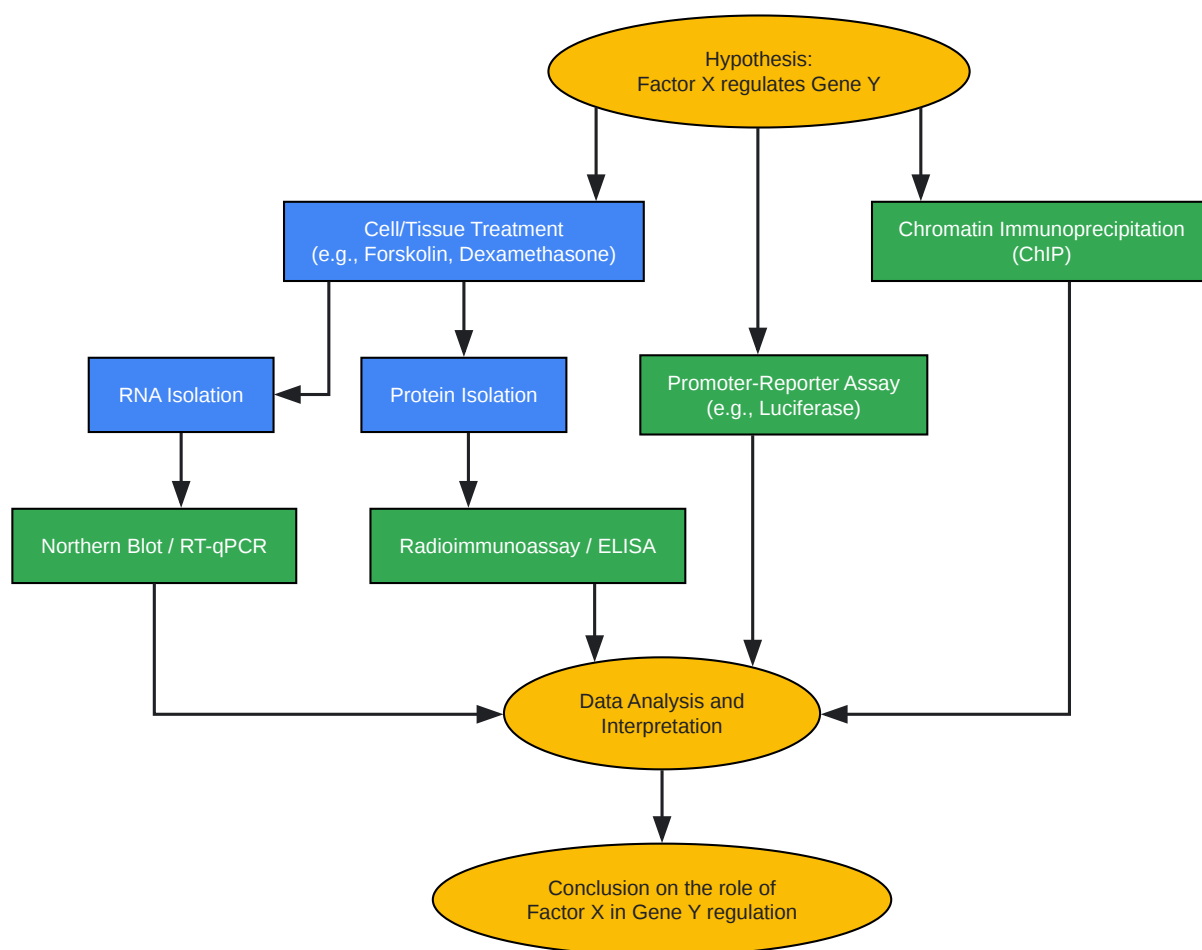 Hypothesis:
Factor X regulates Gene Y
Cell/Tissue Treatment
(e.g., Forskolin, Dexamethasone)
Chromatin Immunoprecipitation
(ChIP)
RNA Isolation
Protein Isolation
Promoter-Reporter Assay
(e.g., Luciferase)
Northern Blot / RT-qPCR
Radioimmunoassay / ELISA
Data Analysis and
Interpretation
Conclusion on the role of
Factor X in Gene Y regulation